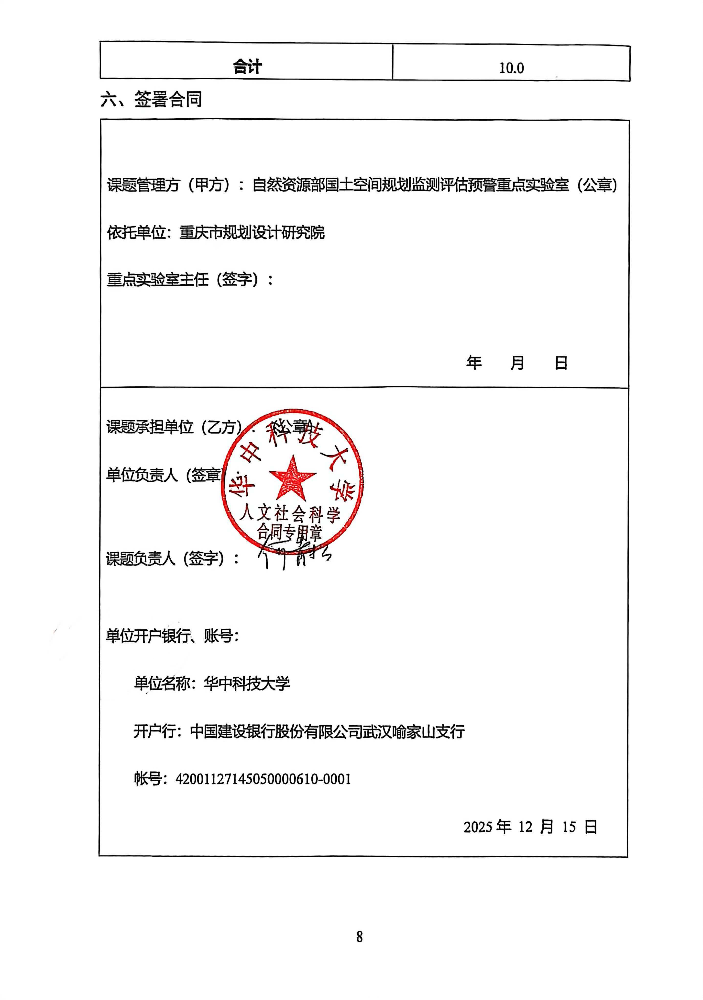 合计 10.0
六、签署合同
课题管理方（甲方）：自然资源部国土空间规划监测评估预警重点实验室（公章）
依托单位：重庆市规划设计研究院
重点实验室主任（签字）：
年 月 日
课题承担单位（乙方）：（公章）
华中科技大学
单位负责人（签章）
人文社会科学
合同专用章
课题负责人（签字）：
单位开户银行、账号：
单位名称：华中科技大学
开户行：中国建设银行股份有限公司武汉喻家山支行
帐号：42001127145050000610-0001
2025年 12 月 15 日
8